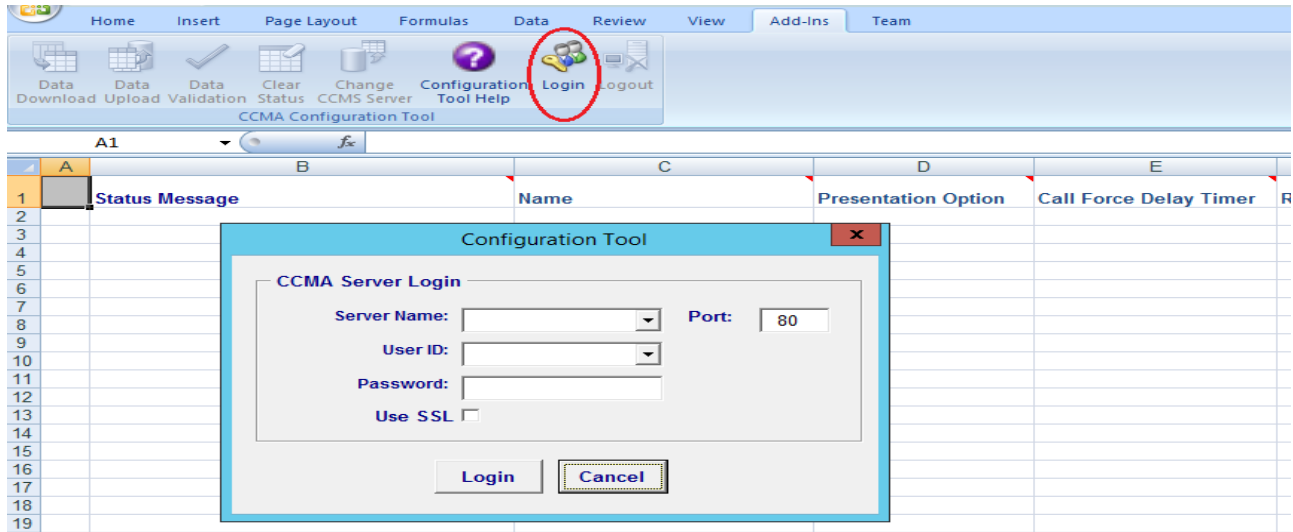 Home Insert Page Layout Formulas Data Review View Add-Ins Team
Data Download
Data Upload
Data Validation
Clear Status
Change CCMS Server
Configuration Tool Help
Login
Logout
CCMA Configuration Tool
A1 fx
A B C D E
1 Status Message Name Presentation Option Call Force Delay Timer R
2
3
4
5
6
7
8
9
10
11
12
13
14
15
16
17
18
19
Configuration Tool x
CCMA Server Login
Server Name: Port: 80
User ID:
Password:
Use SSL
Login Cancel